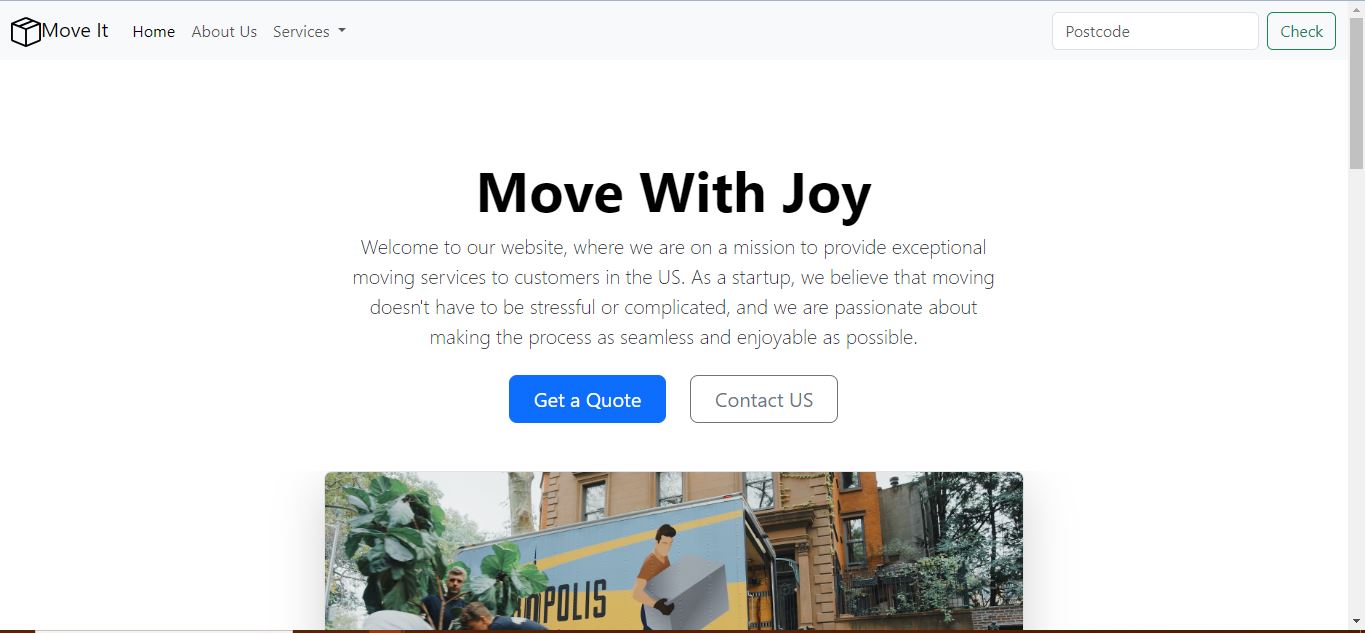 Move It Home About Us Services Postcode Check
Move With Joy
Welcome to our website, where we are on a mission to provide exceptional
moving services to customers in the US. As a startup, we believe that moving
doesn't have to be stressful or complicated, and we are passionate about
making the process as seamless and enjoyable as possible.
Get a Quote Contact US